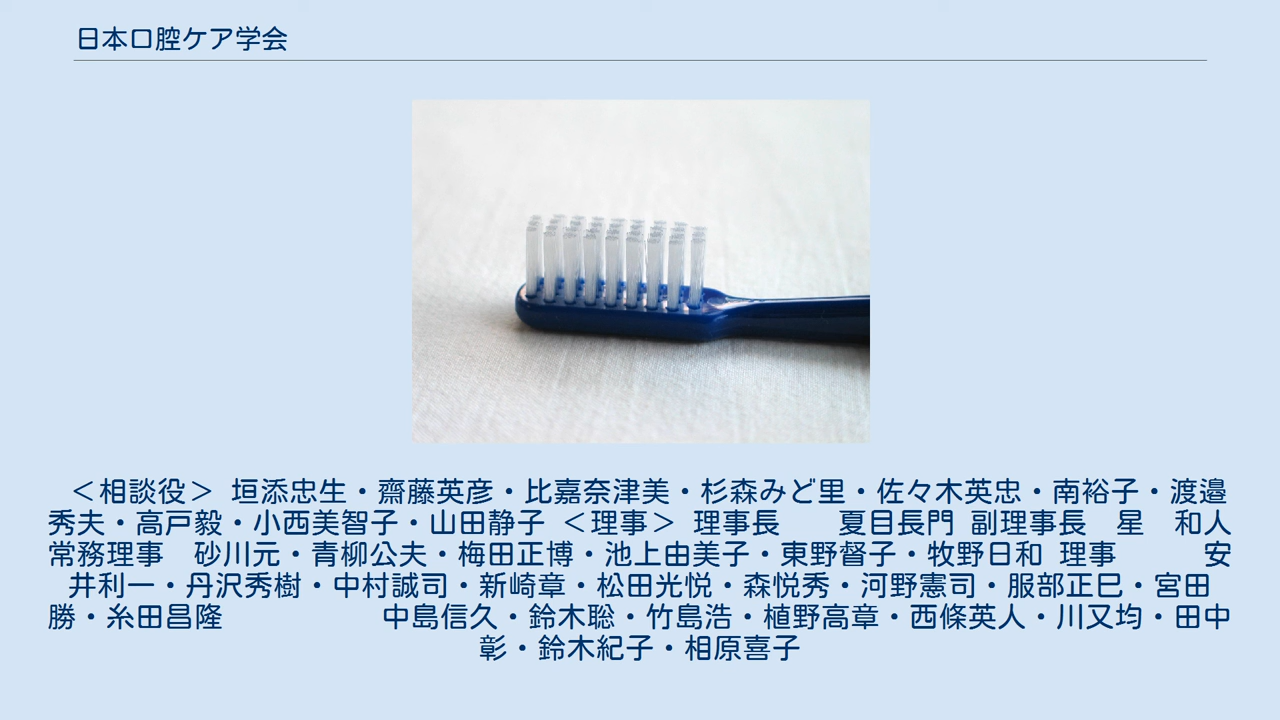 日本口腔ケア学会
＜相談役＞ 垣添忠生・齋藤英彦・比嘉奈津美・杉森みど里・佐々木英忠・南裕子・渡邉
秀夫・高戸毅・小西美智子・山田静子 ＜理事＞ 理事長　　夏目長門 副理事長　星　和人
常務理事　砂川元・青柳公夫・梅田正博・池上由美子・東野督子・牧野日和 理事　　　安
井利一・丹沢秀樹・中村誠司・新崎章・松田光悦・森悦秀・河野憲司・服部正巳・宮田
勝・糸田昌隆　　　　　中島信久・鈴木聡・竹島浩・植野高章・西條英人・川又均・田中
彰・鈴木紀子・相原喜子